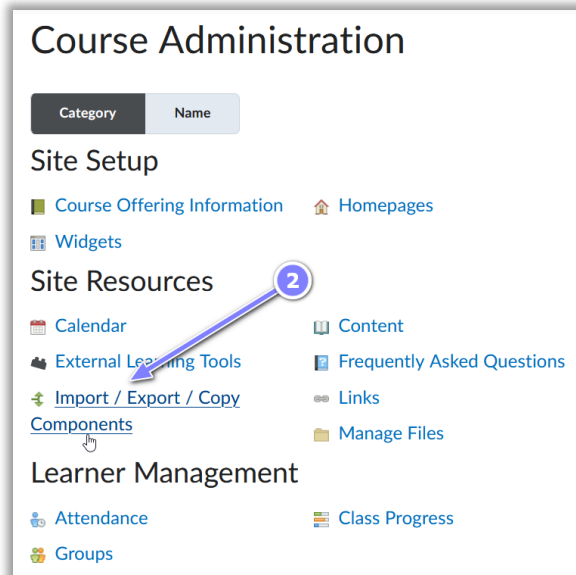 Course Administration
Category Name
Site Setup
Course Offering Information Homepages
Widgets
Site Resources
2
Calendar Content
External Learning Tools Frequently Asked Questions
Import / Export / Copy Links
Components
Manage Files
Learner Management
Attendance Class Progress
Groups